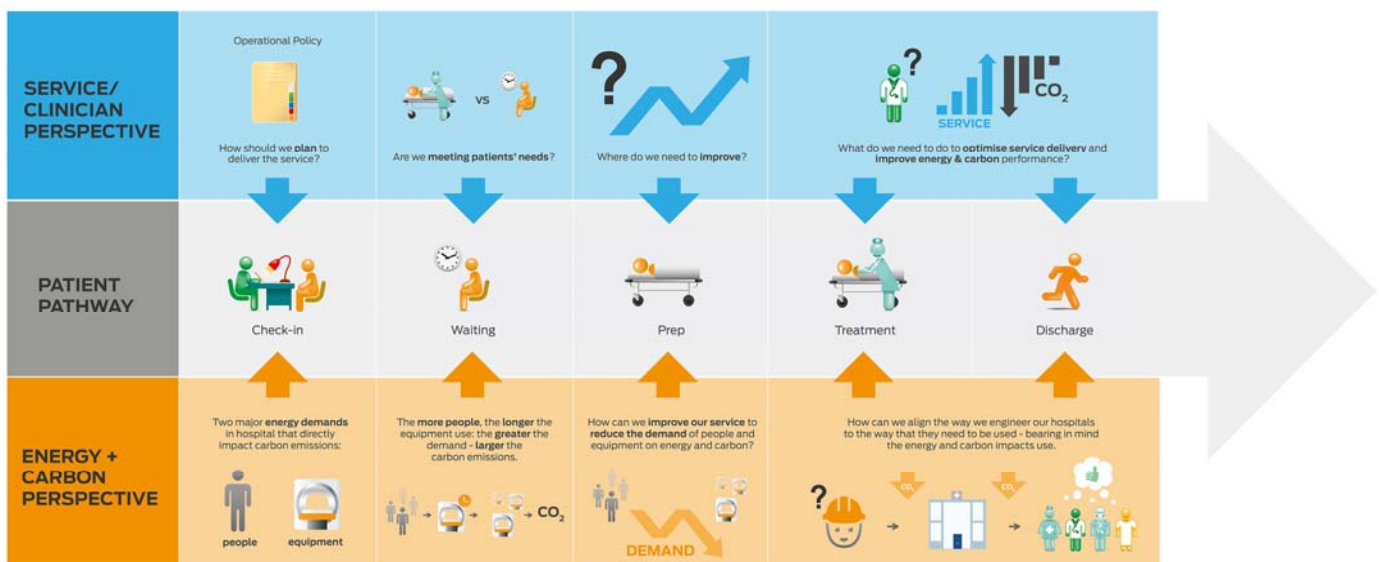 SERVICE/
CLINICIAN
PERSPECTIVE
Operational Policy
How should we plan to
deliver the service?
VS
Are we meeting patients' needs?
?
Where do we need to improve?
?
SERVICE
CO₂
What do we need to do to optimise service delivery and
improve energy & carbon performance?
PATIENT
PATHWAY
Check-in
Waiting
Prep
Treatment
Discharge
ENERGY +
CARBON
PERSPECTIVE
Two major energy demands
in hospital that directly
impact carbon emissions:
people
equipment
The more people, the longer the
equipment use: the greater the
demand - larger the
carbon emissions.
CO₂
How can we improve our service to
reduce the demand of people and
equipment on energy and carbon?
DEMAND
How can we align the way we engineer our hospitals
to the way that they need to be used - bearing in mind
the energy and carbon impacts use.
?
CO₂
CO₂